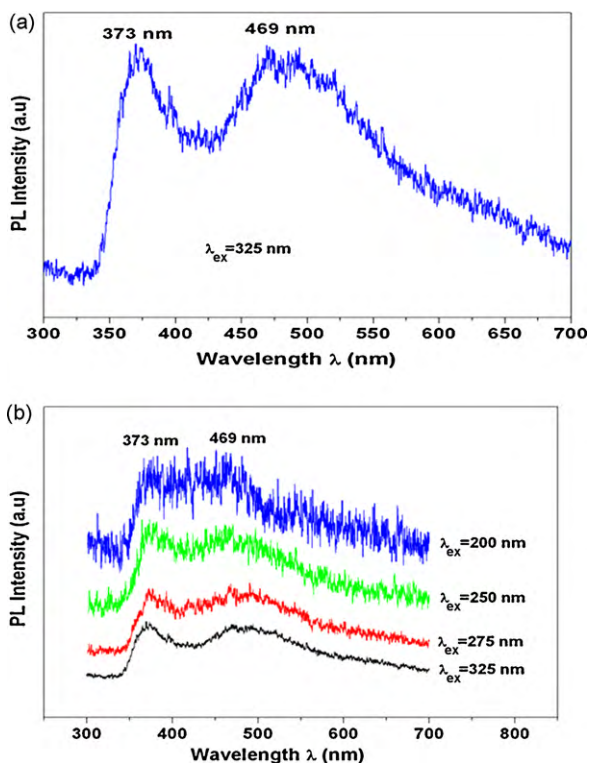 (a)
373 nm
469 nm
PL Intensity (a.u)
λex=325 nm
300 350 400 450 500 550 600 650 700
Wavelength λ (nm)
(b)
373 nm 469 nm
PL Intensity (a.u)
λex=200 nm
λex=250 nm
λex=275 nm
λex=325 nm
300 400 500 600 700 800
Wavelength λ (nm)